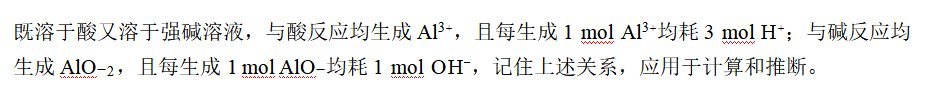 既溶于酸又溶于强碱溶液，与酸反应均生成 Al³⁺，且每生成 1 mol Al³⁺均耗 3 mol H⁺；与碱反应均
生成 AlO−₂，且每生成 1 mol AlO−均耗 1 mol OH⁻，记住上述关系，应用于计算和推断。